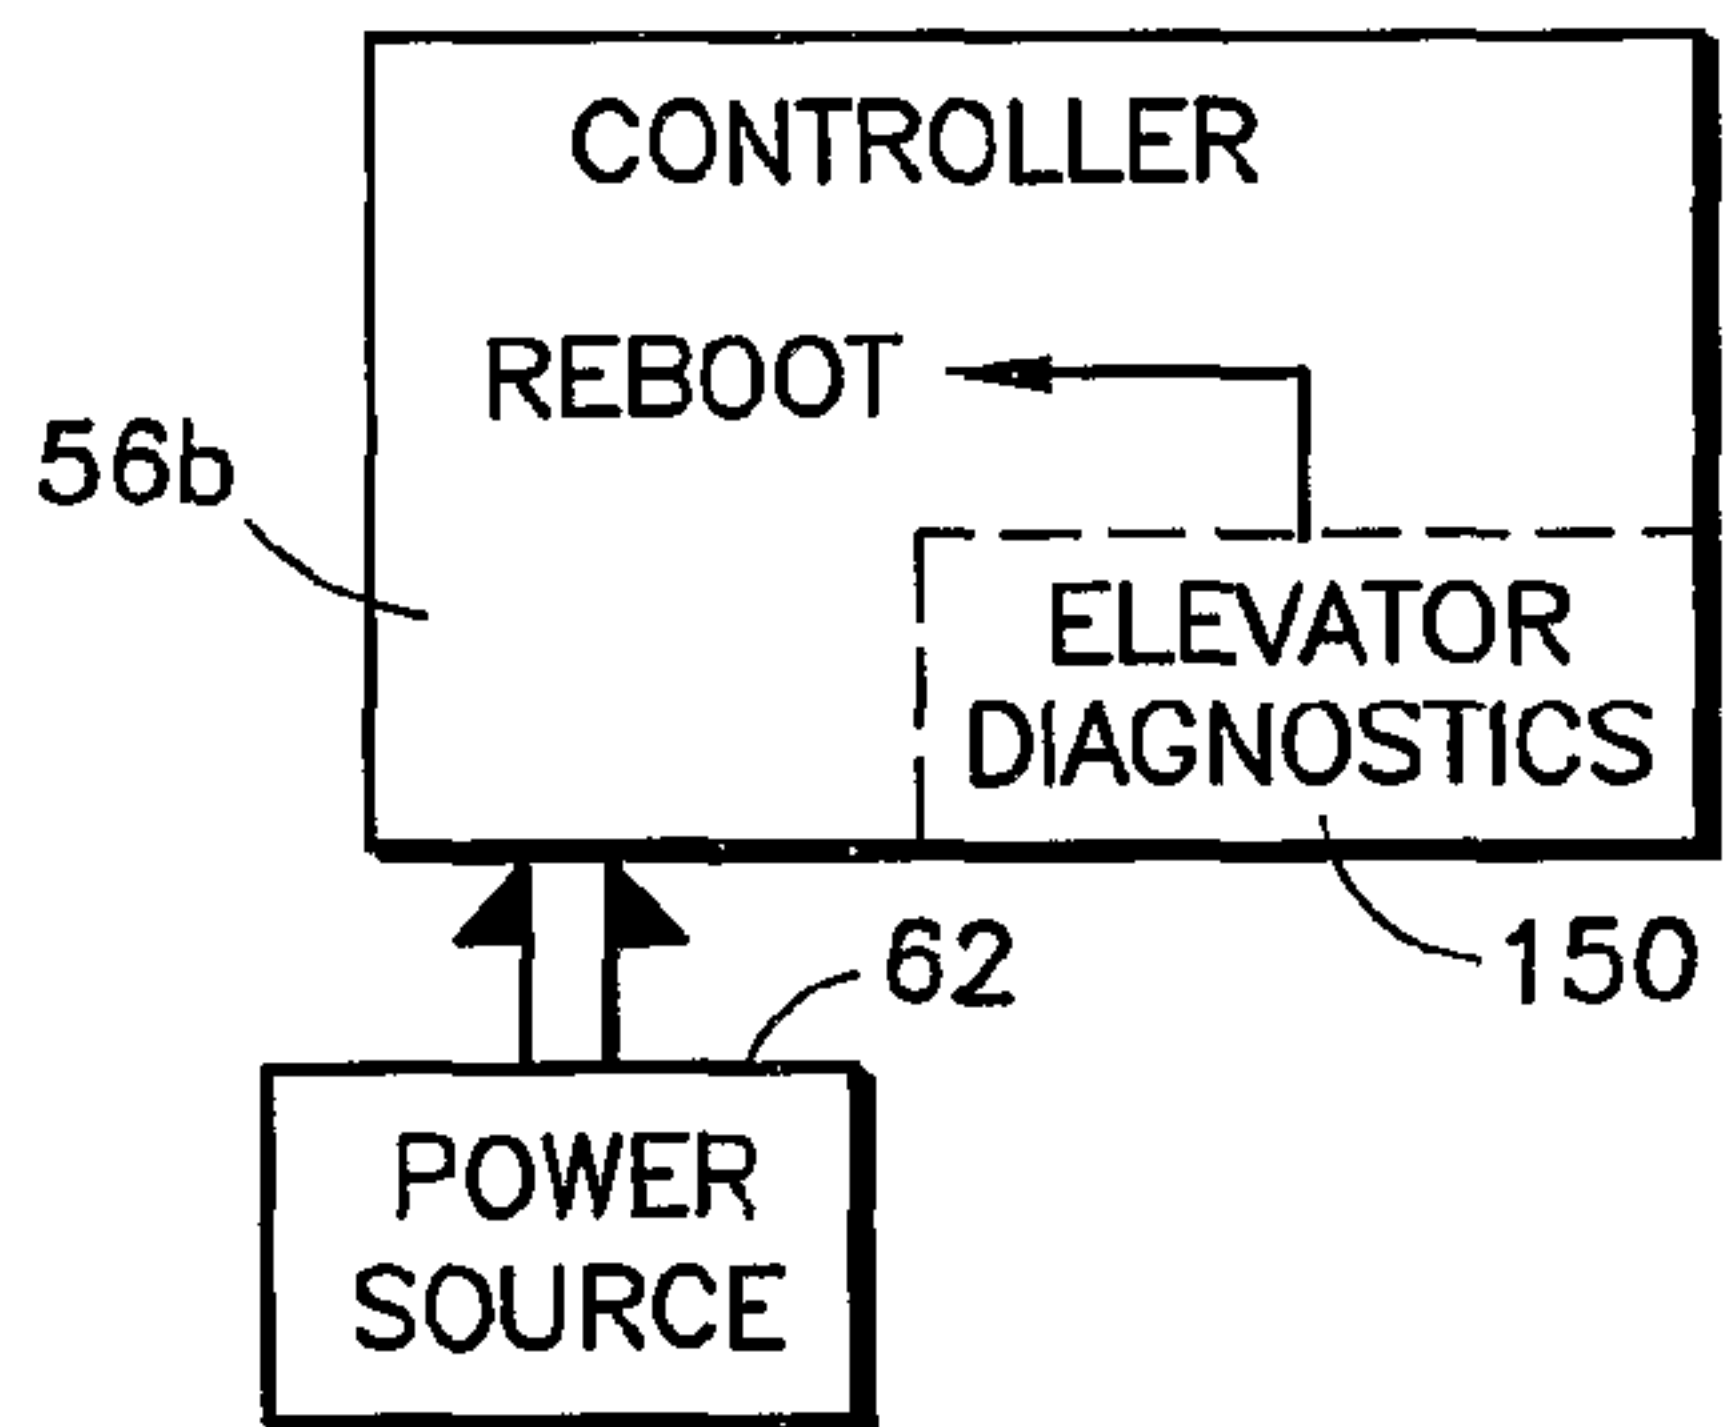 CONTROLLER
REBOOT
56b
ELEVATOR
DIAGNOSTICS
62
150
POWER
SOURCE